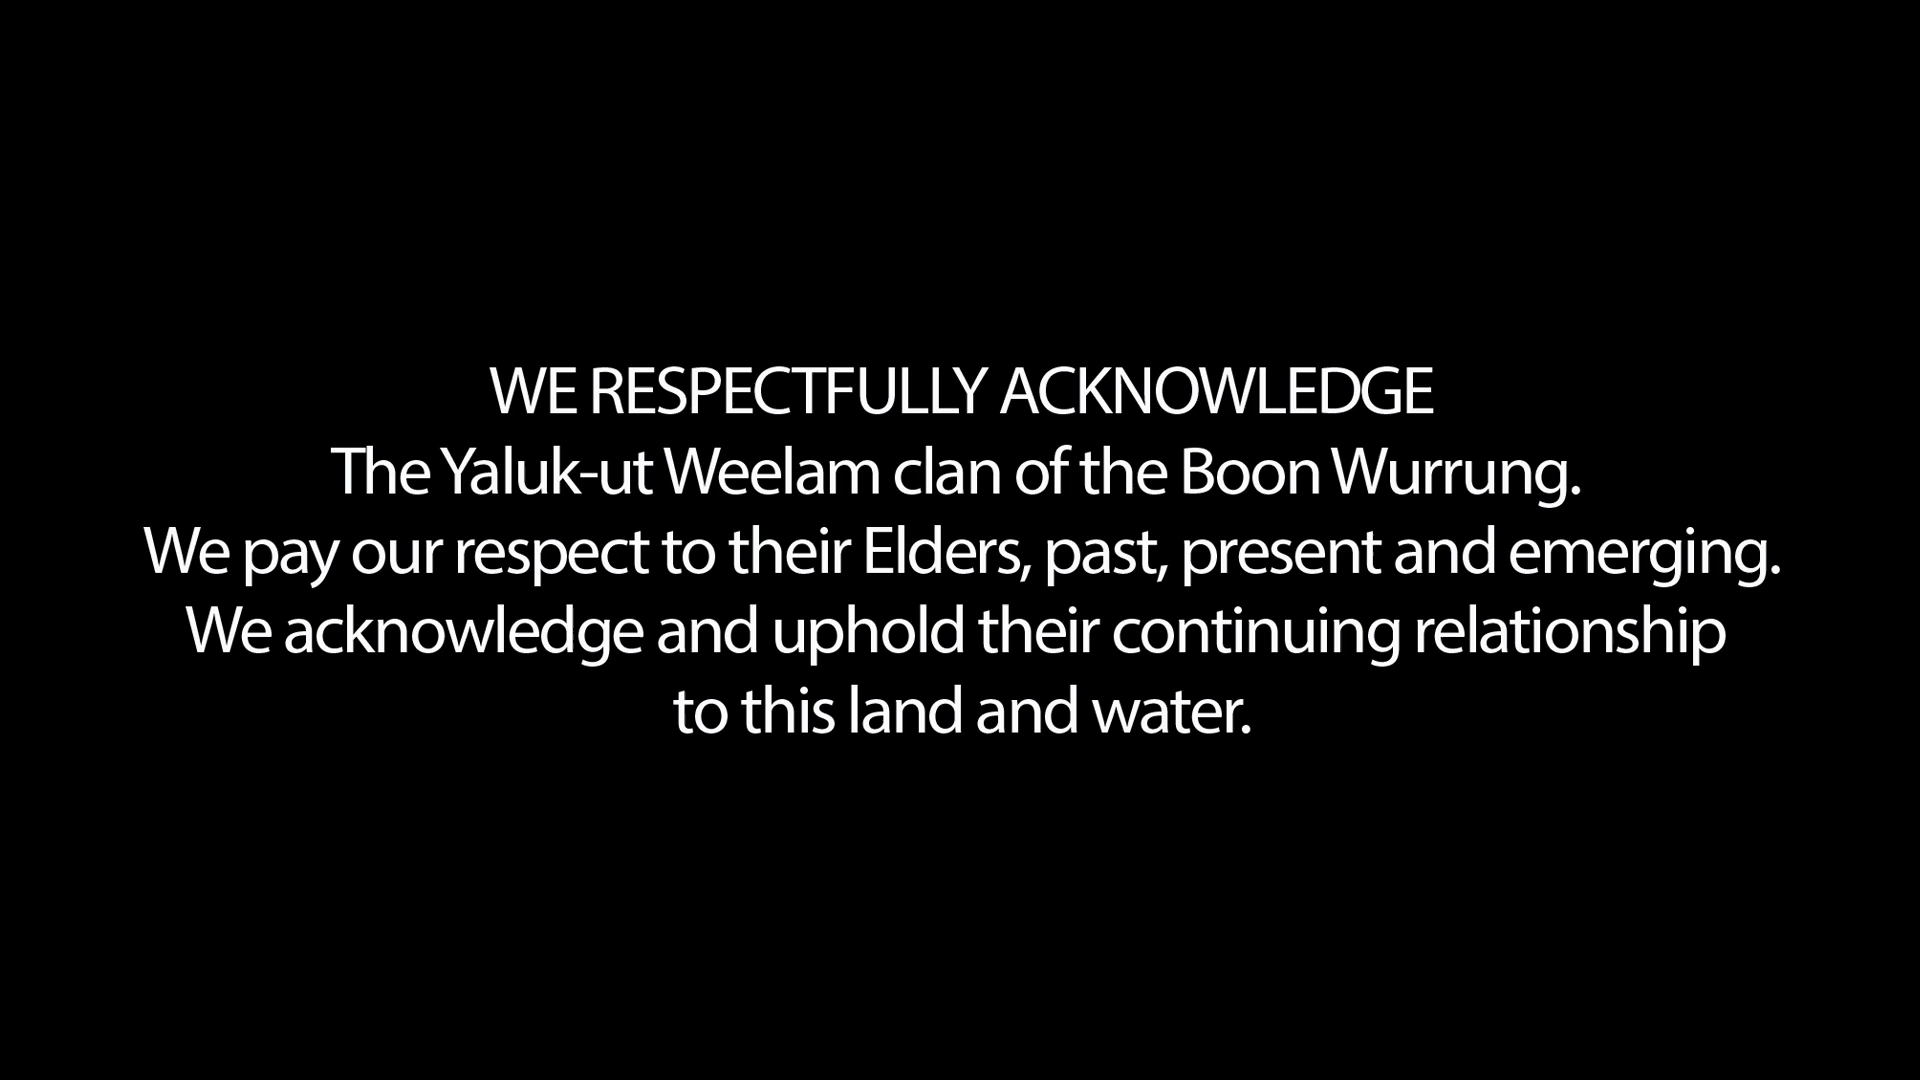 WE RESPECTFULLY ACKNOWLEDGE
The Yaluk-ut Weelam clan of the Boon Wurrung.
We pay our respect to their Elders, past, present and emerging.
We acknowledge and uphold their continuing relationship
to this land and water.